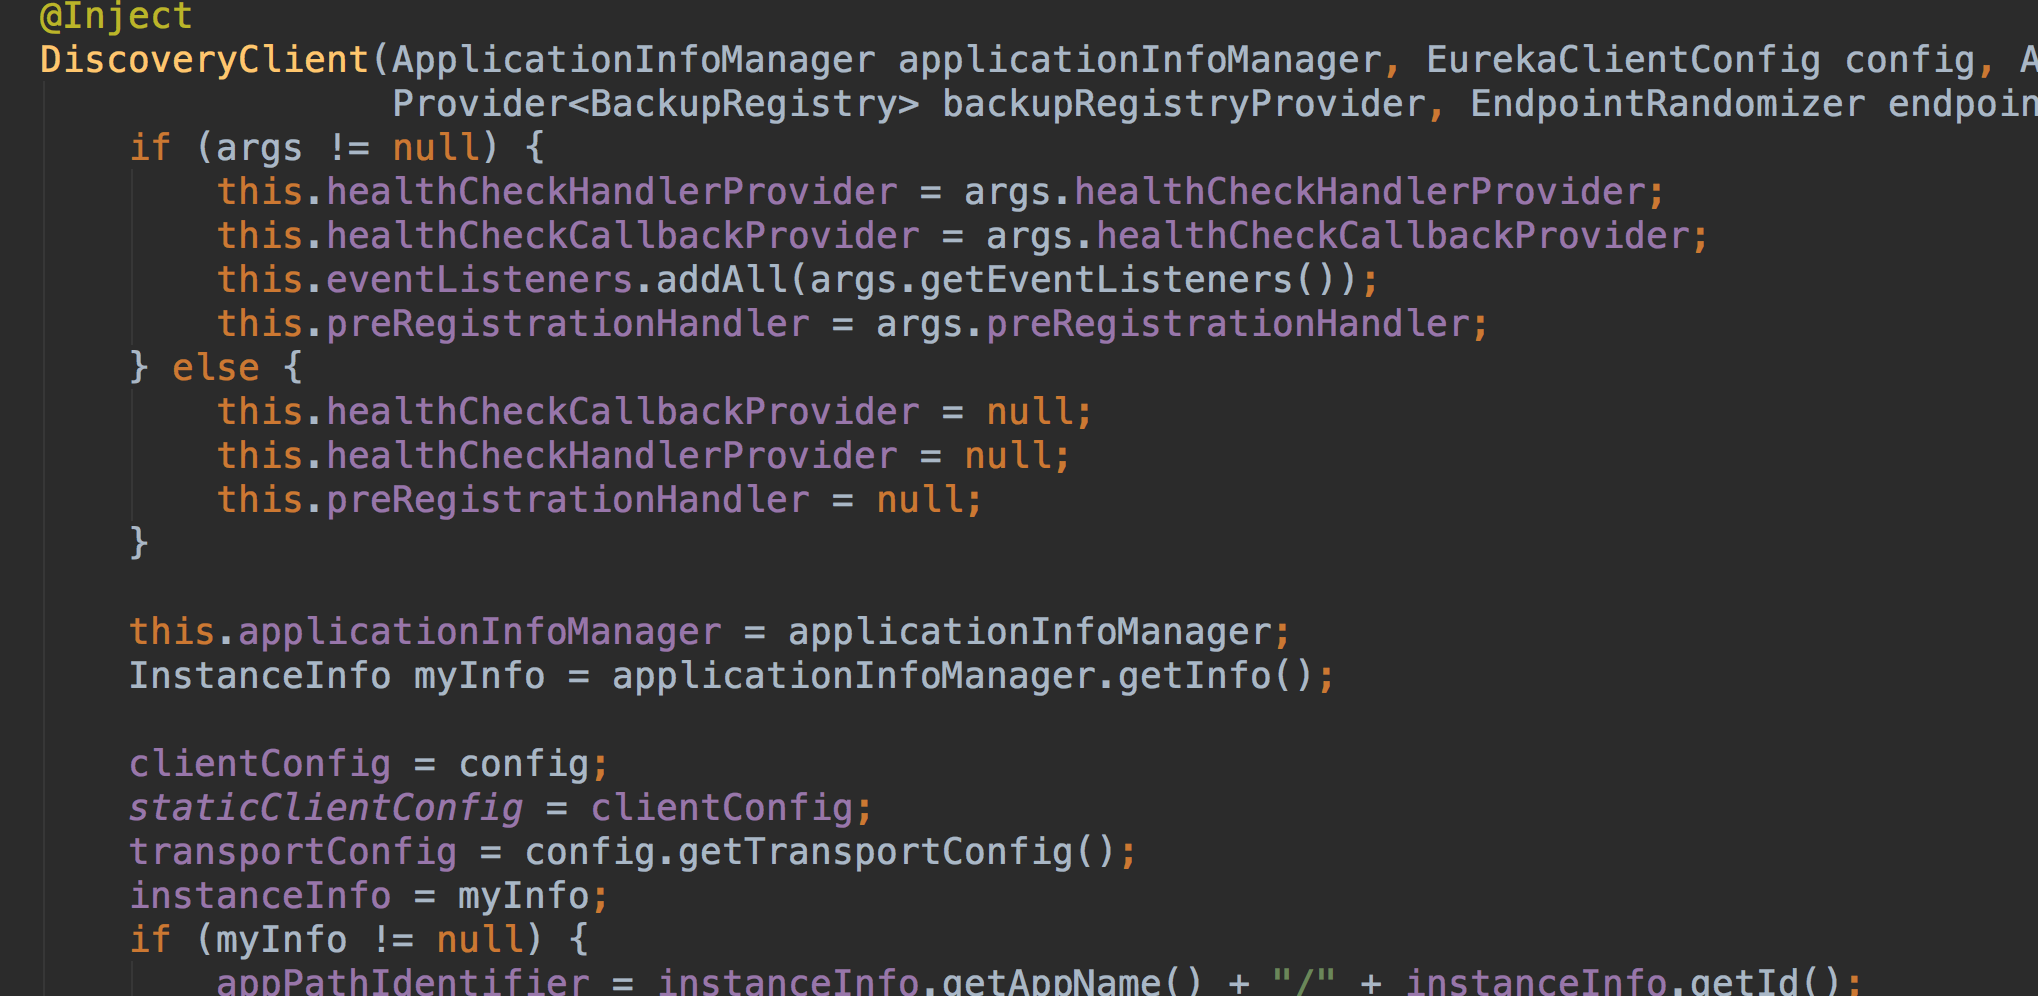 @Inject
DiscoveryClient(ApplicationInfoManager applicationInfoManager, EurekaClientConfig config, A
Provider<BackupRegistry> backupRegistryProvider, EndpointRandomizer endpoin
if (args != null) {
this.healthCheckHandlerProvider = args.healthCheckHandlerProvider;
this.healthCheckCallbackProvider = args.healthCheckCallbackProvider;
this.eventListeners.addAll(args.getEventListeners());
this.preRegistrationHandler = args.preRegistrationHandler;
} else {
this.healthCheckCallbackProvider = null;
this.healthCheckHandlerProvider = null;
this.preRegistrationHandler = null;
}
this.applicationInfoManager = applicationInfoManager;
InstanceInfo myInfo = applicationInfoManager.getInfo();
clientConfig = config;
staticClientConfig = clientConfig;
transportConfig = config.getTransportConfig();
instanceInfo = myInfo;
if (myInfo != null) {
appPathIdentifier = instanceInfo.getAppName() + "/" + instanceInfo.getId();